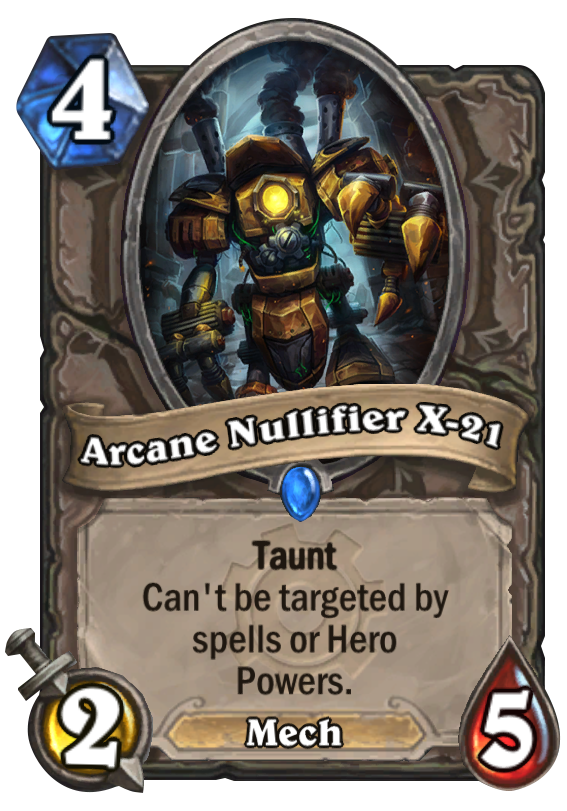 4
Arcane Nullifier X-21
Taunt
Can't be targeted by
spells or Hero
Powers.
2
Mech
5